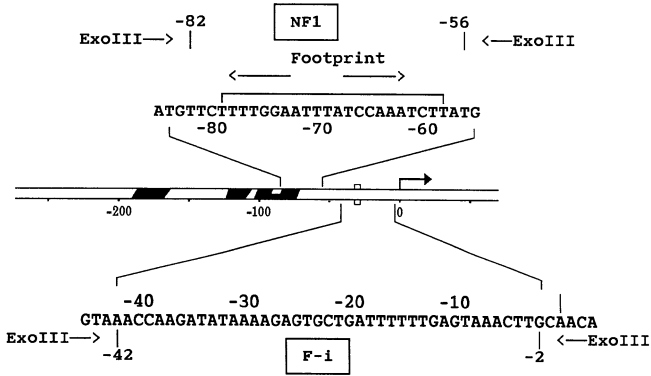 -82 NF1 -56
ExoIII ExoIII
Footprint
ATGTTCTTTTGGAATTTATCCAAATCTTATG
-80 -70 -60
-200 -100 0
-40 -30 -20 -10
GTAAACCAAGATATAAAAGAGTGCTGATTTTTTGAGTAAACTTGCAACA
ExoIII ExoIII
-42 F-i -2